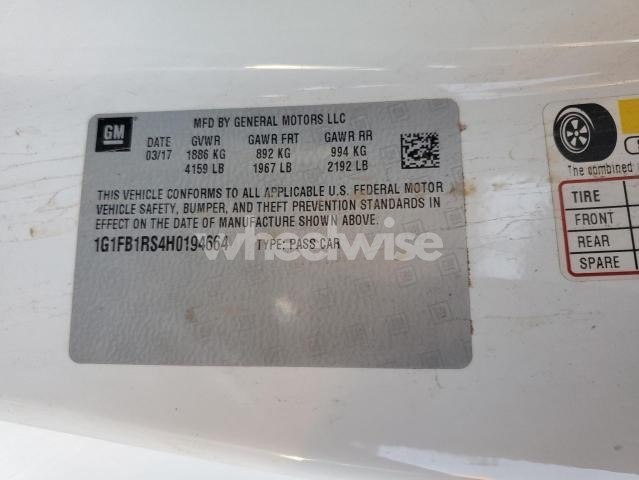 GM
MFD BY GENERAL MOTORS LLC
DATE GVWR GAWR FRT GAWR RR
03/17 1886 KG 892 KG 994 KG
4159 LB 1967 LB 2192 LB
THIS VEHICLE CONFORMS TO ALL APPLICABLE U.S. FEDERAL MOTOR
VEHICLE SAFETY, BUMPER, AND THEFT PREVENTION STANDARDS IN
EFFECT ON THE DATE OF MANUFACTURE SHOWN ABOVE.
1G1FB1RS4H0194664 TYPE: PASS CAR
wheelwise
The combined
TIRE
FRONT
REAR
SPARE